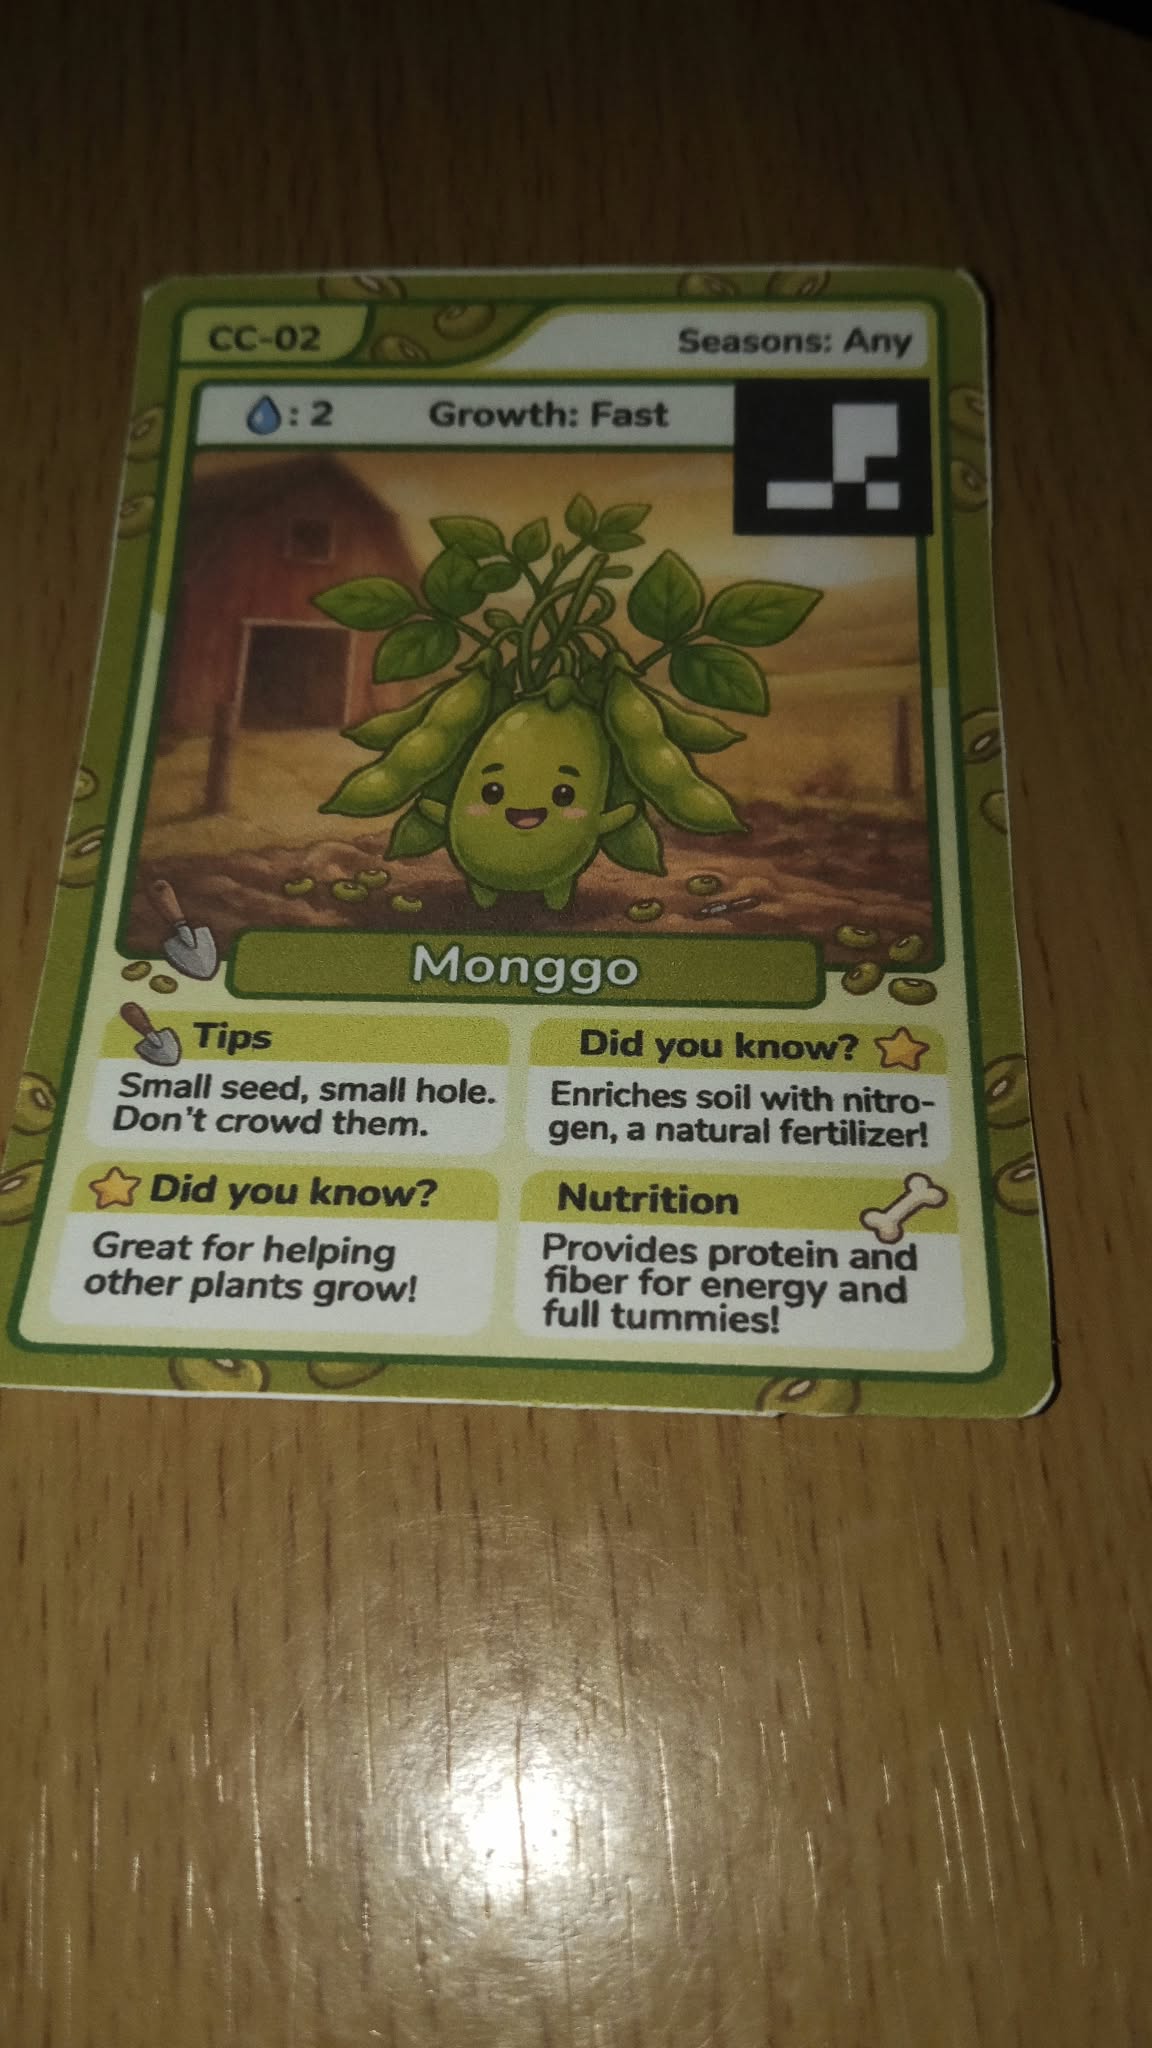 CC-02
Seasons: Any
: 2
Growth: Fast
Monggo
Tips
Small seed, small hole.
Don't crowd them.
Did you know?
Enriches soil with nitro-
gen, a natural fertilizer!
Did you know?
Great for helping
other plants grow!
Nutrition
Provides protein and
fiber for energy and
full tummies!